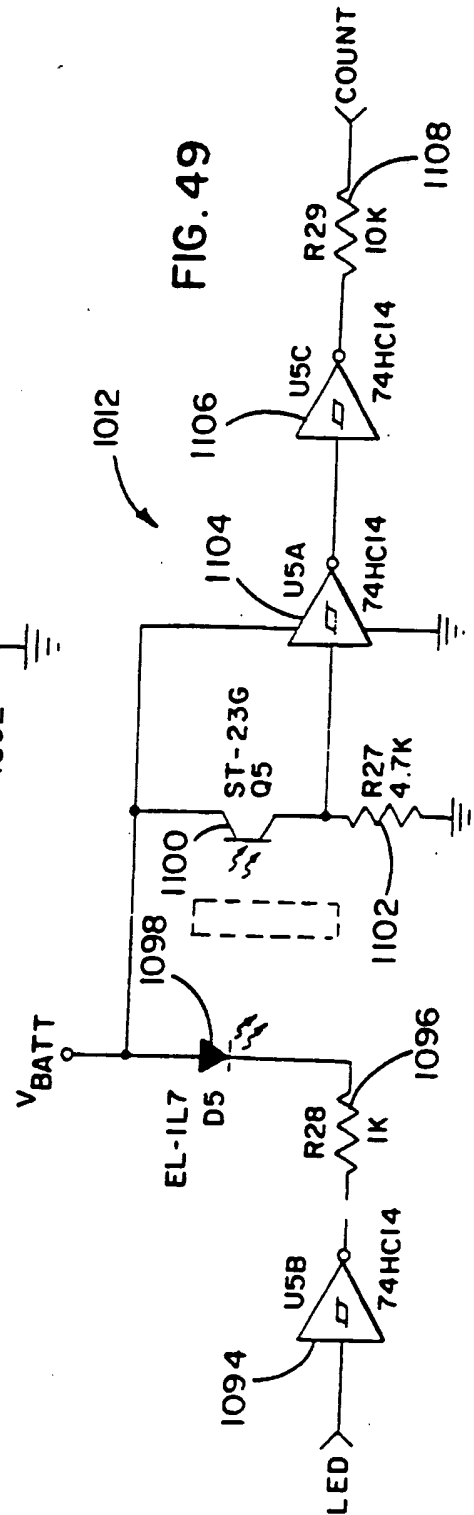 FIG. 49
1012
VBATT
EL-1L7
D5
1098
1100
ST-23G
Q5
1104
U5A
74HC14
1106
U5C
74HC14
R29
10K
1108
COUNT
R27
4.7K
1102
LED
1094
U5B
74HC14
R28
1K
1096